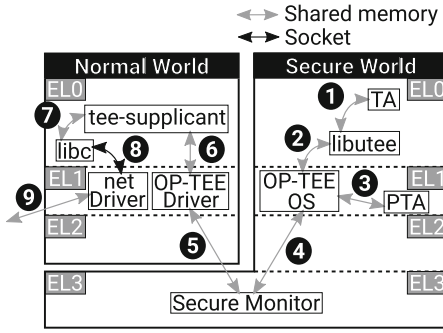 Shared memory
Socket
Normal World
Secure World
EL0
EL0
1
TA
7
tee-supplicant
2
libutee
libc
8
6
EL1
net
Driver
OP-TEE
Driver
OP-TEE
OS
3
PTA
EL1
9
EL2
5
4
EL2
EL3
EL3
Secure Monitor